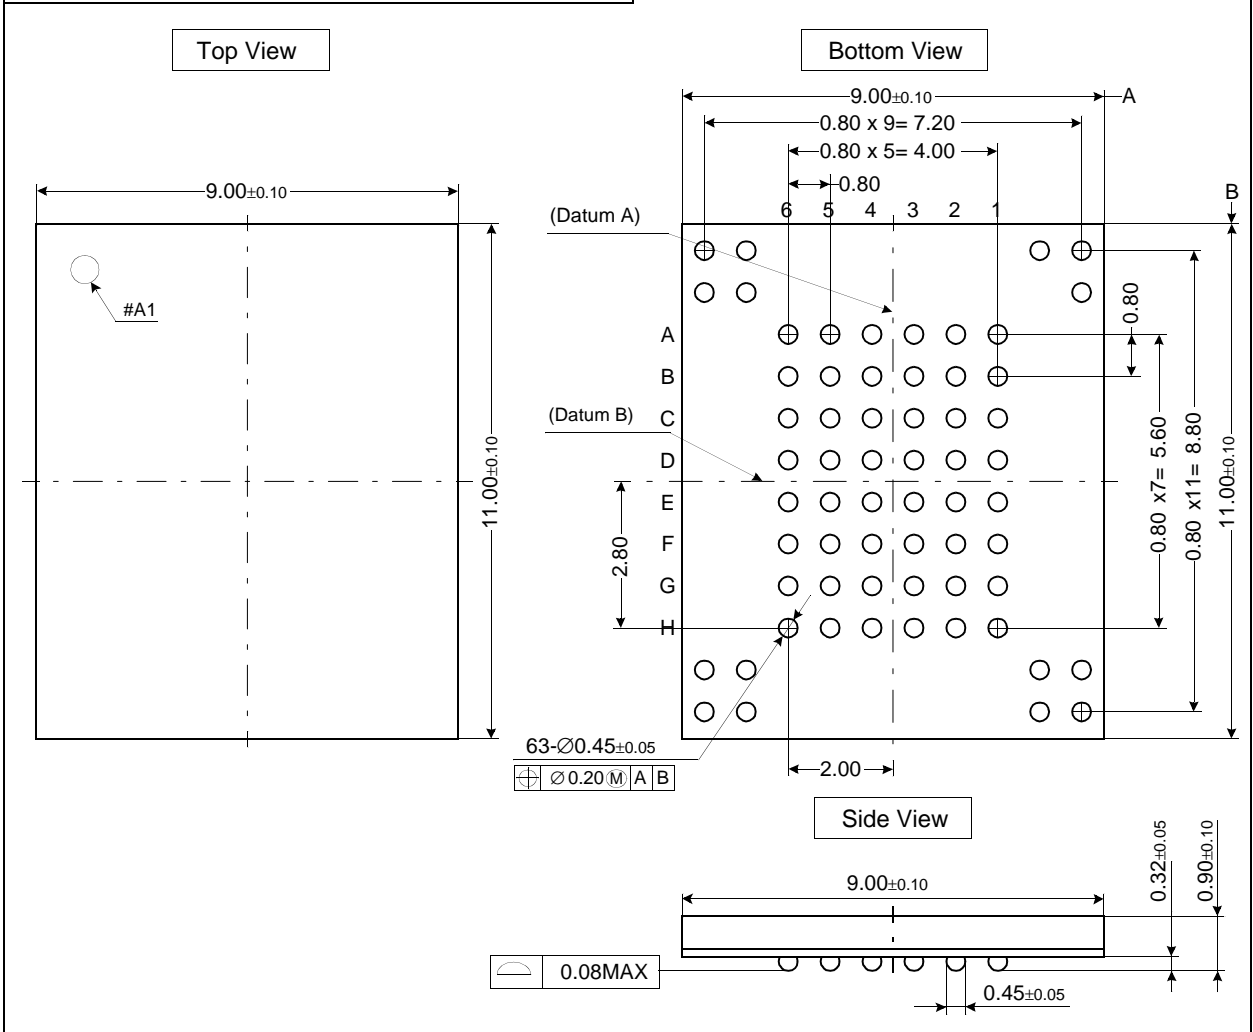 Top View
Bottom View
9.00±0.10
A
0.80 x 9= 7.20
0.80 x 5= 4.00
0.80
9.00±0.10
B
(Datum A)
6 5 4 3 2 1
#A1
0.80
A
B
(Datum B)
C
D
E
F
G
H
11.00±0.10
2.80
0.80 x7= 5.60
0.80 x11= 8.80
11.00±0.10
63-∅0.45±0.05
∅ 0.20 Ⓜ A B
2.00
Side View
0.32±0.05
0.90±0.10
9.00±0.10
0.08MAX
0.45±0.05